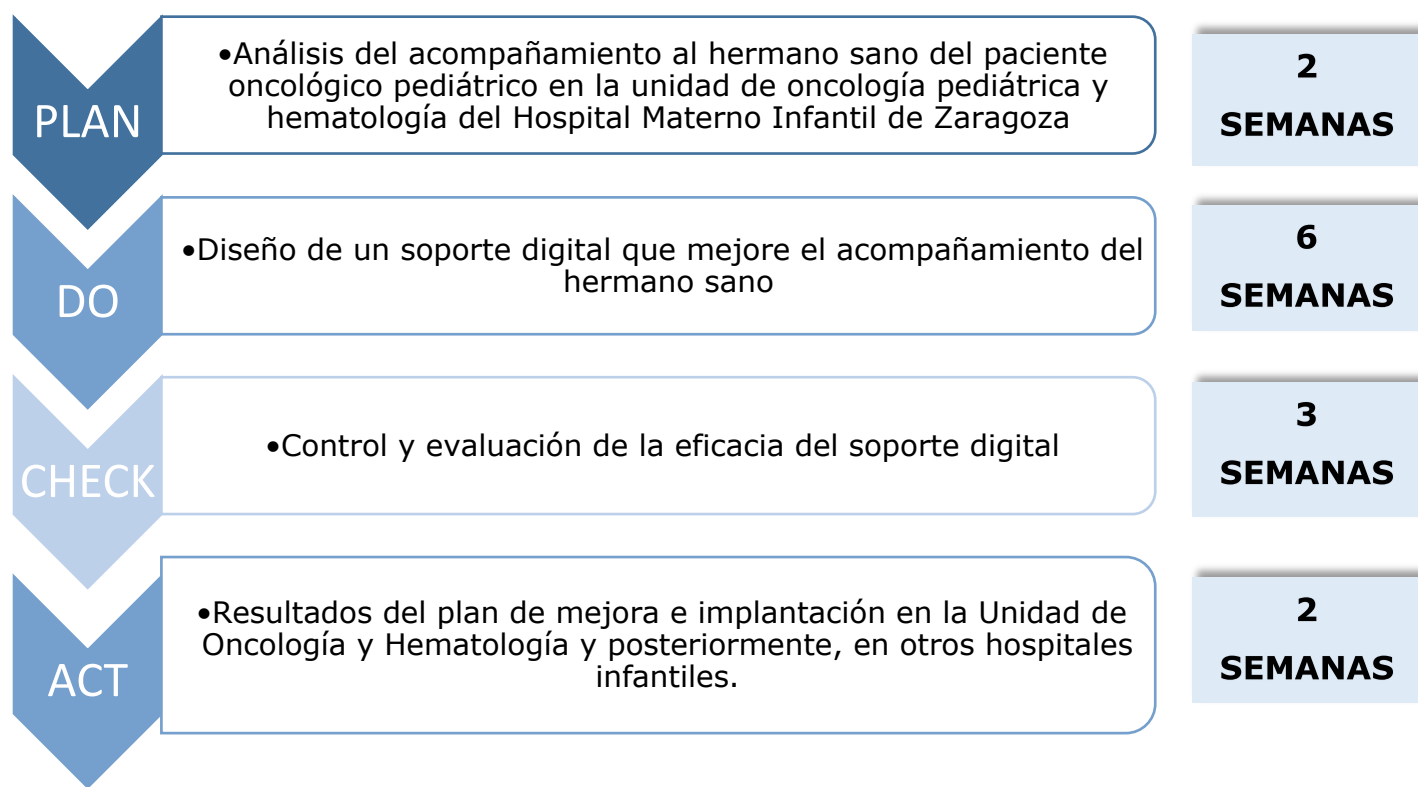 PLAN
•Análisis del acompañamiento al hermano sano del paciente
oncológico pediátrico en la unidad de oncología pediátrica y
hematología del Hospital Materno Infantil de Zaragoza
2
SEMANAS
DO
•Diseño de un soporte digital que mejore el acompañamiento del
hermano sano
6
SEMANAS
CHECK
•Control y evaluación de la eficacia del soporte digital
3
SEMANAS
ACT
•Resultados del plan de mejora e implantación en la Unidad de
Oncología y Hematología y posteriormente, en otros hospitales
infantiles.
2
SEMANAS